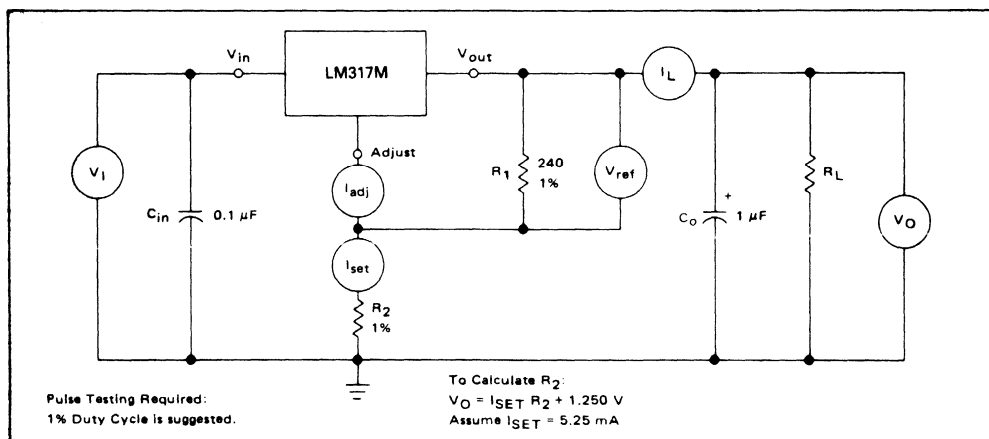 Vin
LM317M
Vout
IL
Adjust
VI
Cin
0.1 µF
Iadj
R1
240
1%
Vref
+
Co
1 µF
RL
VO
Iset
R2
1%
Pulse Testing Required:
1% Duty Cycle is suggested.
To Calculate R2:
VO = ISET R2 + 1.250 V
Assume ISET = 5.25 mA